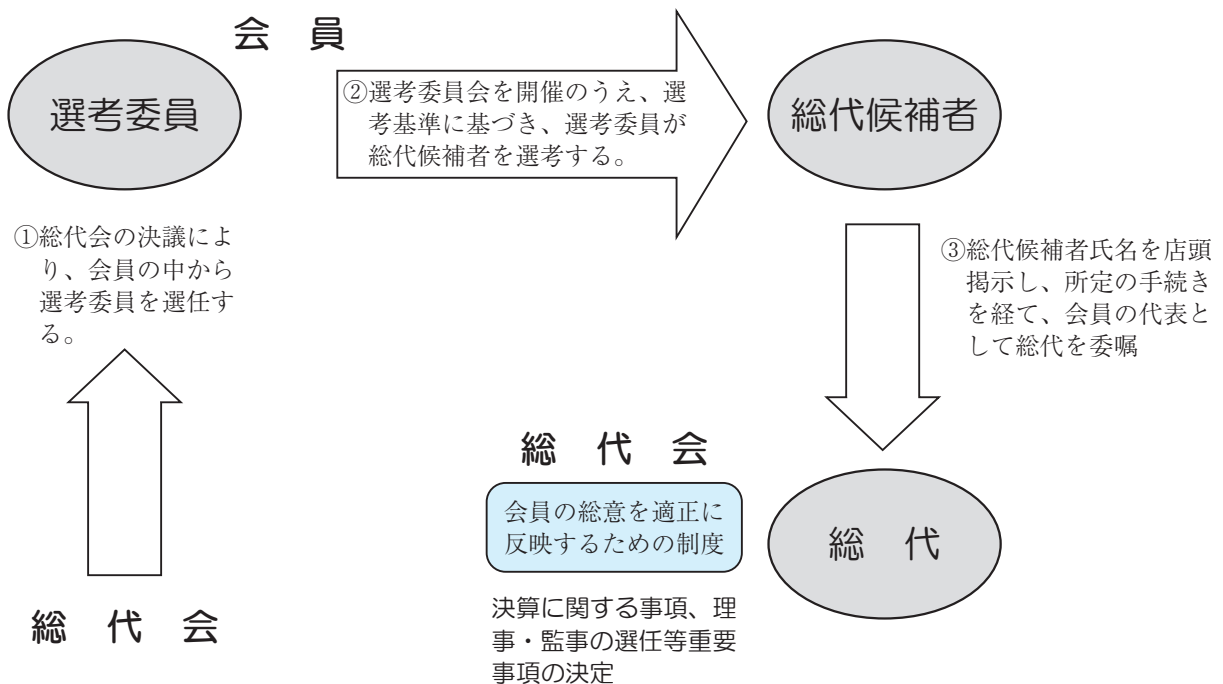 会 員
選考委員
②選考委員会を開催のうえ、選
考基準に基づき、選考委員が
総代候補者を選考する。
総代候補者
①総代会の決議によ
り、会員の中から
選考委員を選任す
る。
③総代候補者氏名を店頭
掲示し、所定の手続き
を経て、会員の代表と
して総代を委嘱
総 代 会
会員の総意を適正に
反映するための制度
総 代
決算に関する事項、理
事・監事の選任等重要
事項の決定
総 代 会